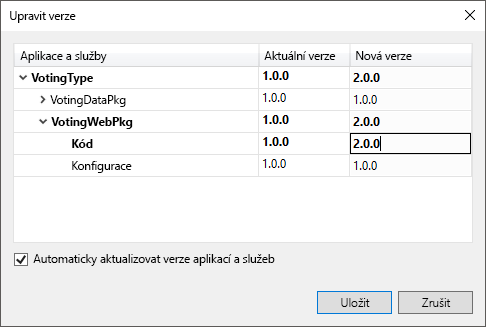 Upravit verze
Aplikace a služby Aktuální verze Nová verze
VotingType 1.0.0 2.0.0
VotingDataPkg 1.0.0 1.0.0
VotingWebPkg 1.0.0 2.0.0
Kód 1.0.0 2.0.0
Konfigurace 1.0.0 1.0.0
Automaticky aktualizovat verze aplikací a služeb
Uložit Zrušit